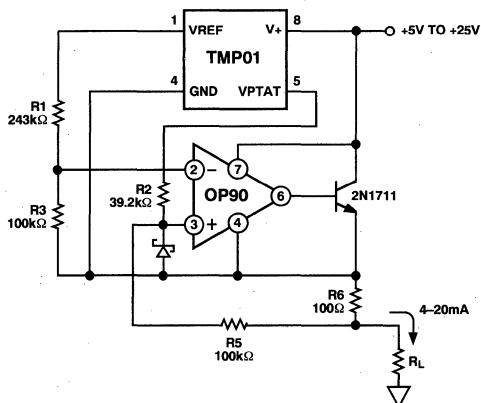 1 VREF V+ 8
+5V TO +25V
TMP01
4 GND VPTAT 5
R1
243kΩ
R2
39.2kΩ
2 − 7
OP90 6
2N1711
3 + 4
R3
100kΩ
R6
100Ω
4–20mA
R5
100kΩ
RL